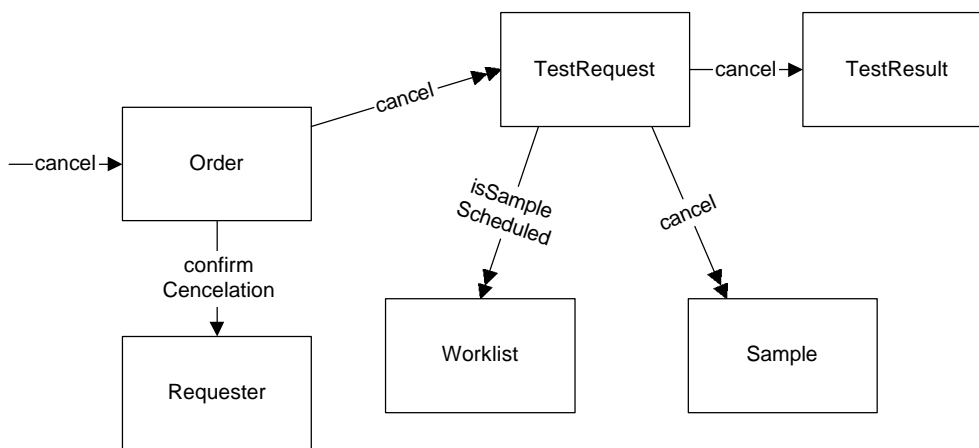 TestRequest
cancel
TestResult
cancel
cancel
Order
isSample
Scheduled
cancel
confirm
Cencelation
Worklist
Sample
Requester